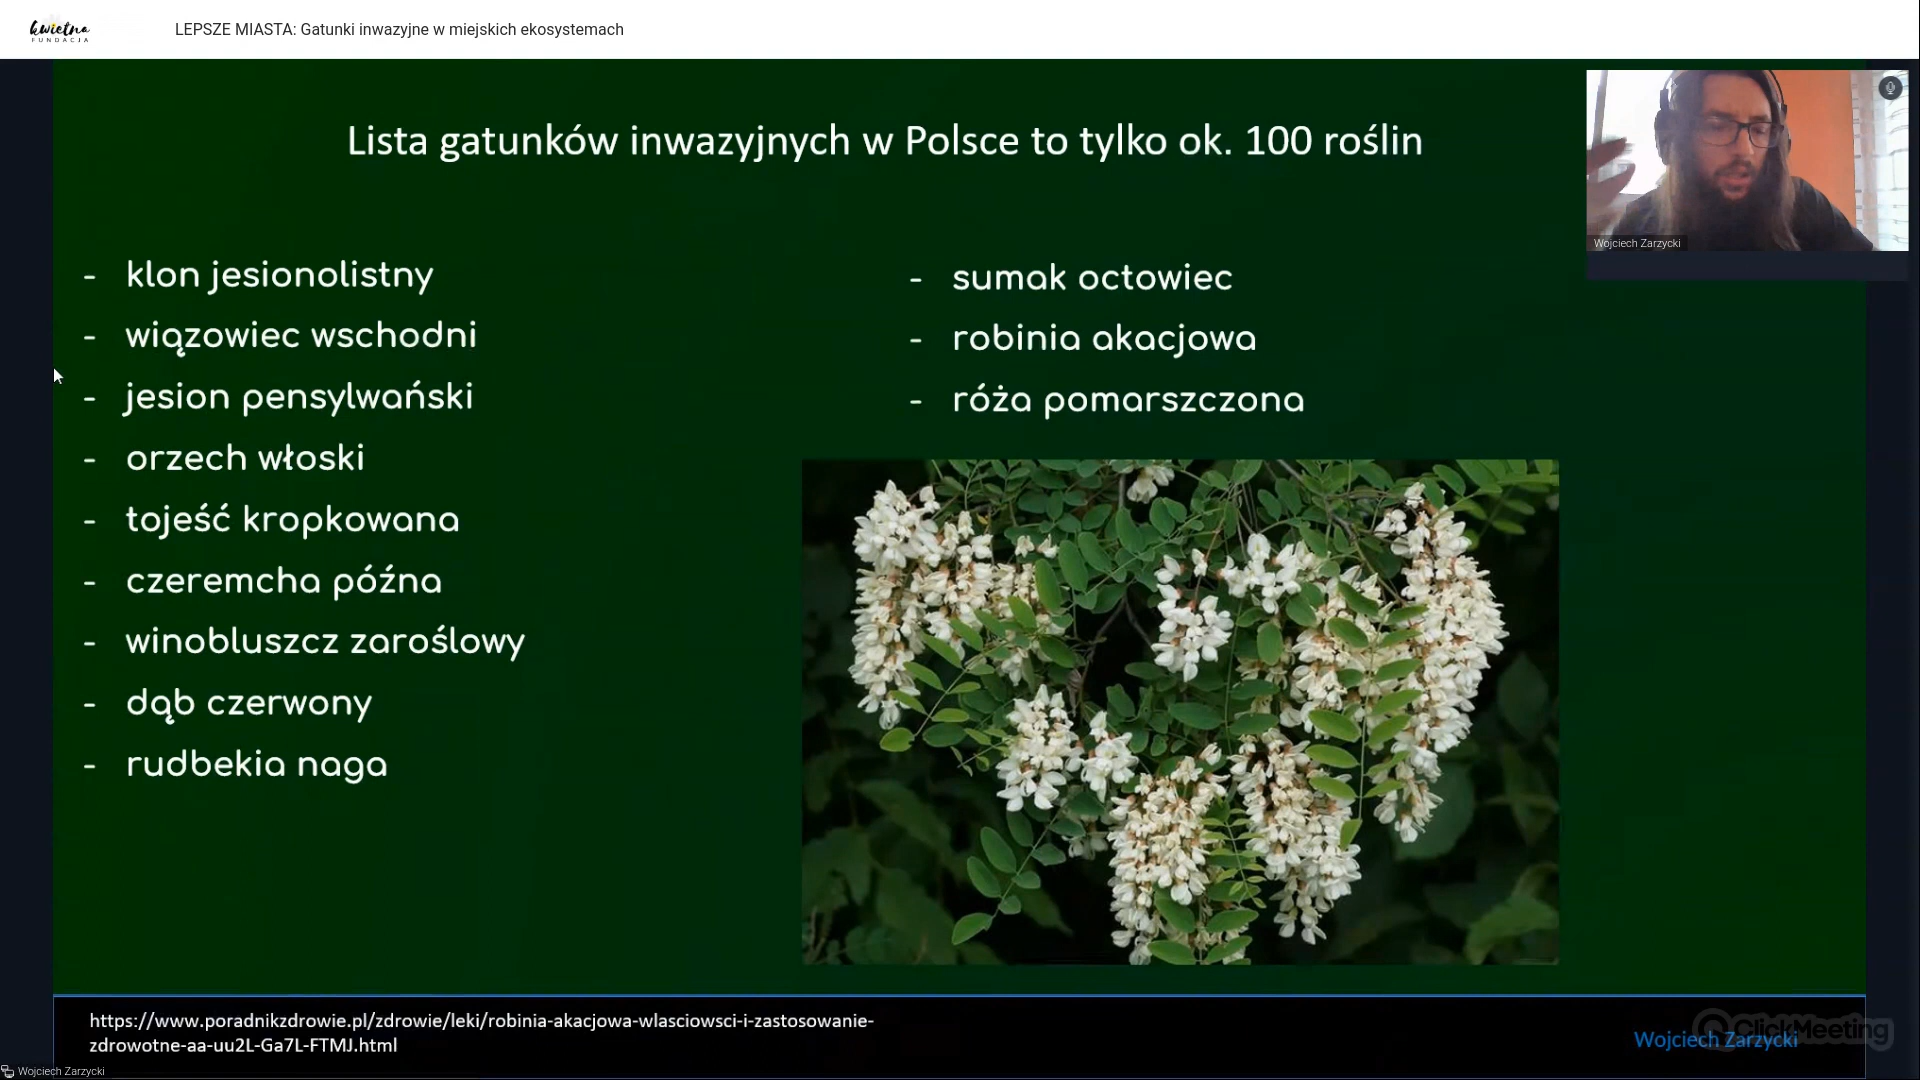 kwietna
FUNDACJA
LEPSZE MIASTA: Gatunki inwazyjne w miejskich ekosystemach
Lista gatunków inwazyjnych w Polsce to tylko ok. 100 roślin
- klon jesionolistny
- wiązowiec wschodni
- jesion pensylwański
- orzech włoski
- tojeść kropkowana
- czeremcha późna
- winobluszcz zaroślowy
- dąb czerwony
- rudbekia naga
- sumak octowiec
- robinia akacjowa
- róża pomarszczona
Wojciech Zarzycki
https://www.poradnikzdrowie.pl/zdrowie/leki/robinia-akacjowa-wlasciowsci-i-zastosowanie-
zdrowotne-aa-uu2L-Ga7L-FTMJ.html
ClickMeeting
Wojciech Zarzycki
Wojciech Zarzycki